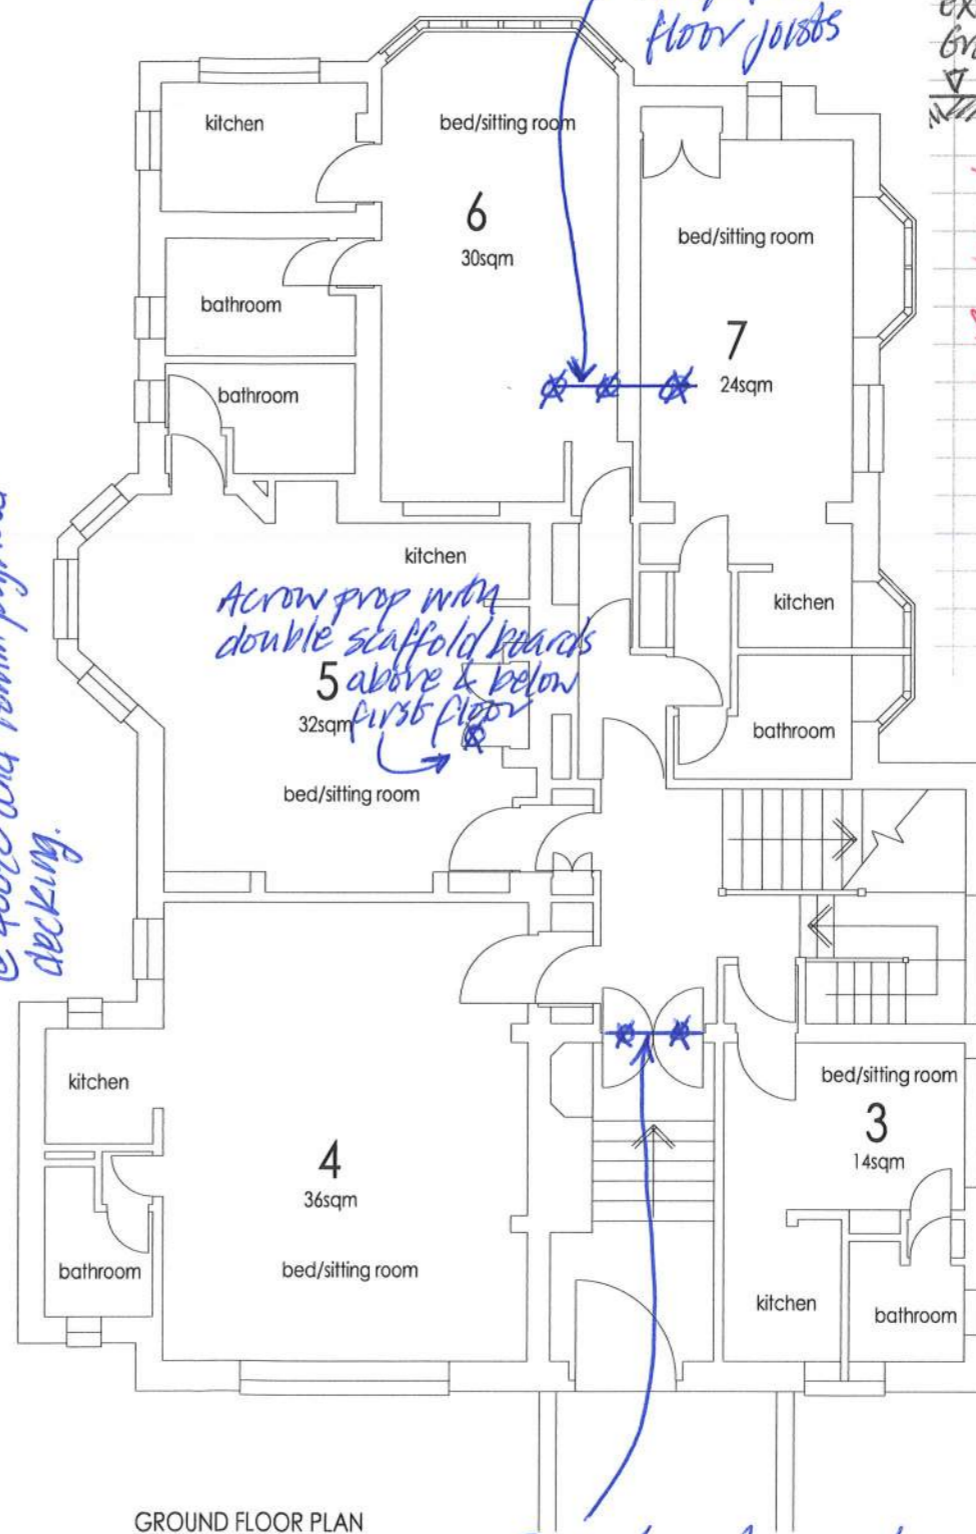 floor joists
kitchen
bed/sitting room
6
30sqm
bed/sitting room
bathroom
7
24sqm
bathroom
kitchen
Acrow prop with
double scaffold boards
above & below
first floor
5
32sqm
kitchen
bathroom
bed/sitting room
decking.
kitchen
4
36sqm
bed/sitting room
bathroom
bed/sitting room
3
14sqm
kitchen
bathroom
GROUND FLOOR PLAN